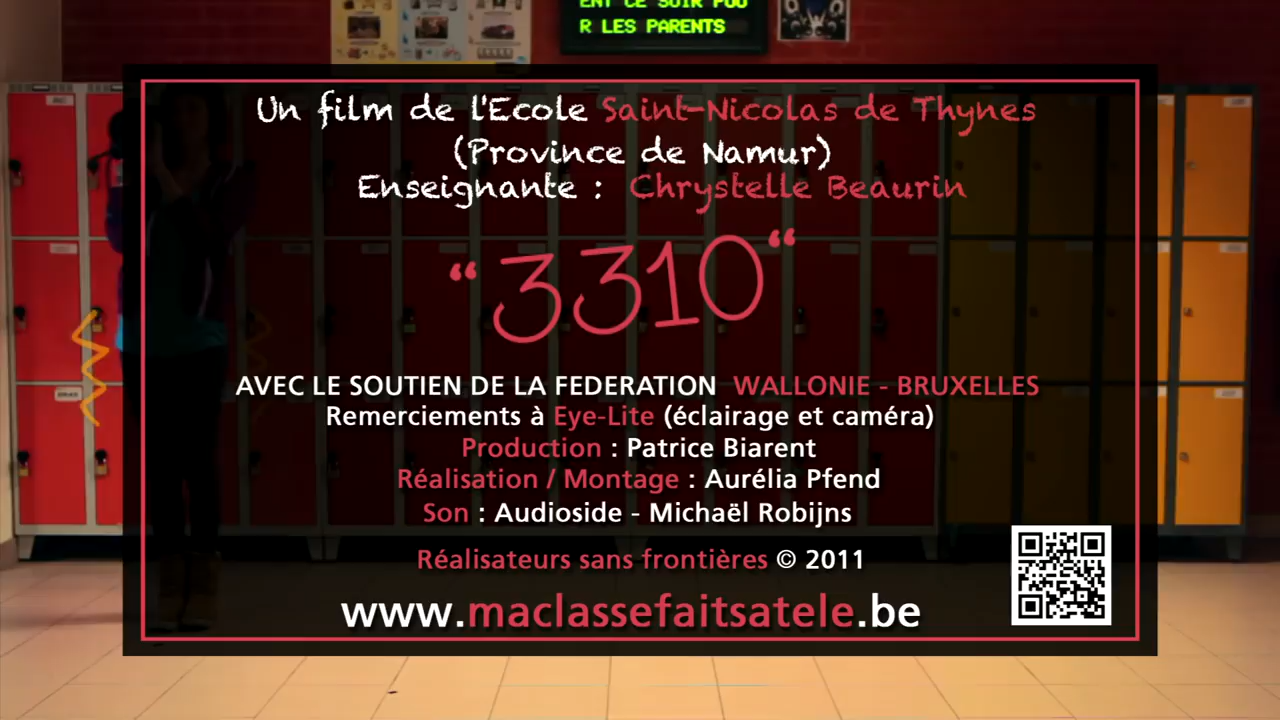 ENT CE SOIR POU
R LES PARENTS
Un film de l'Ecole Saint-Nicolas de Thynes
(Province de Namur)
Enseignante : Chrystelle Beaurin
“ 3310 “
AVEC LE SOUTIEN DE LA FEDERATION WALLONIE - BRUXELLES
Remerciements à Eye-Lite (éclairage et caméra)
Production : Patrice Biarent
Réalisation / Montage : Aurélia Pfend
Son : Audioside - Michaël Robijns
Réalisateurs sans frontières © 2011
www.maclassefaitsatele.be